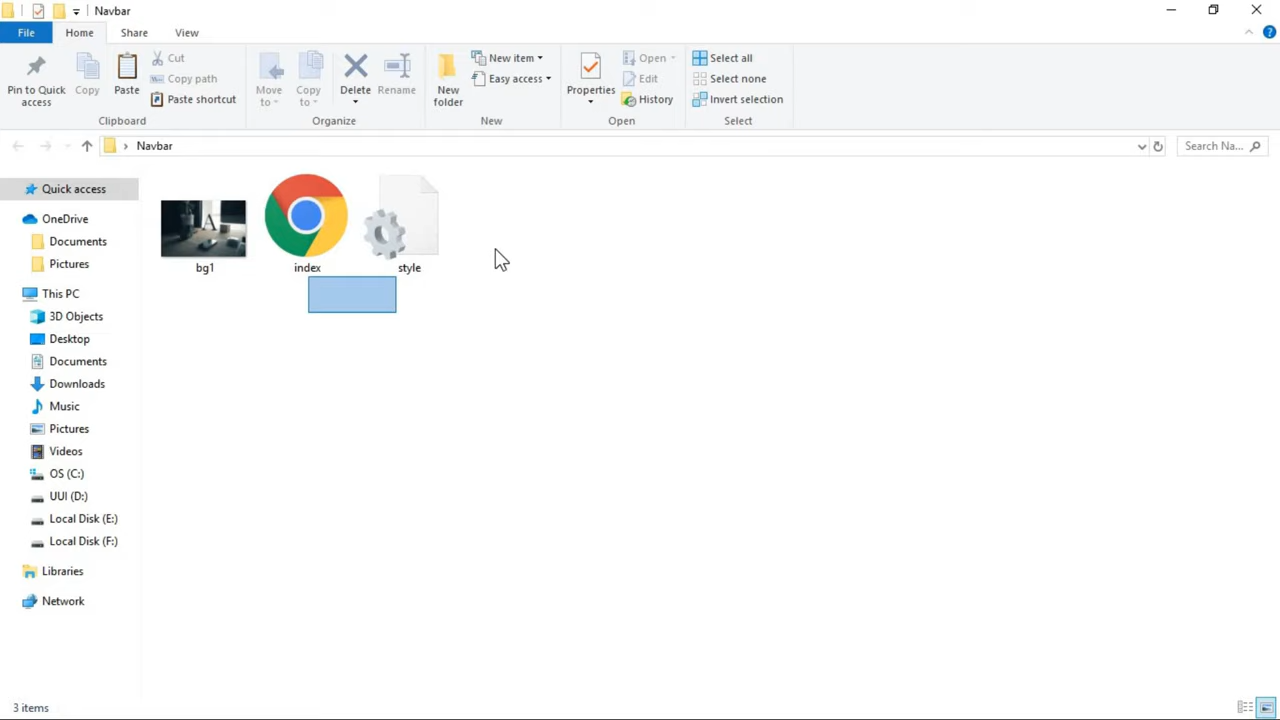 Navbar
File Home Share View
Pin to Quick access
Copy
Paste
Cut
Copy path
Paste shortcut
Clipboard
Move to
Copy to
Delete
Rename
Organize
New folder
New item
Easy access
New
Properties
Open
Edit
History
Open
Select all
Select none
Invert selection
Select
Navbar
Search Na...
Quick access
OneDrive
Documents
Pictures
This PC
3D Objects
Desktop
Documents
Downloads
Music
Pictures
Videos
OS (C:)
UUI (D:)
Local Disk (E:)
Local Disk (F:)
Libraries
Network
A
bg1
index
style
3 items